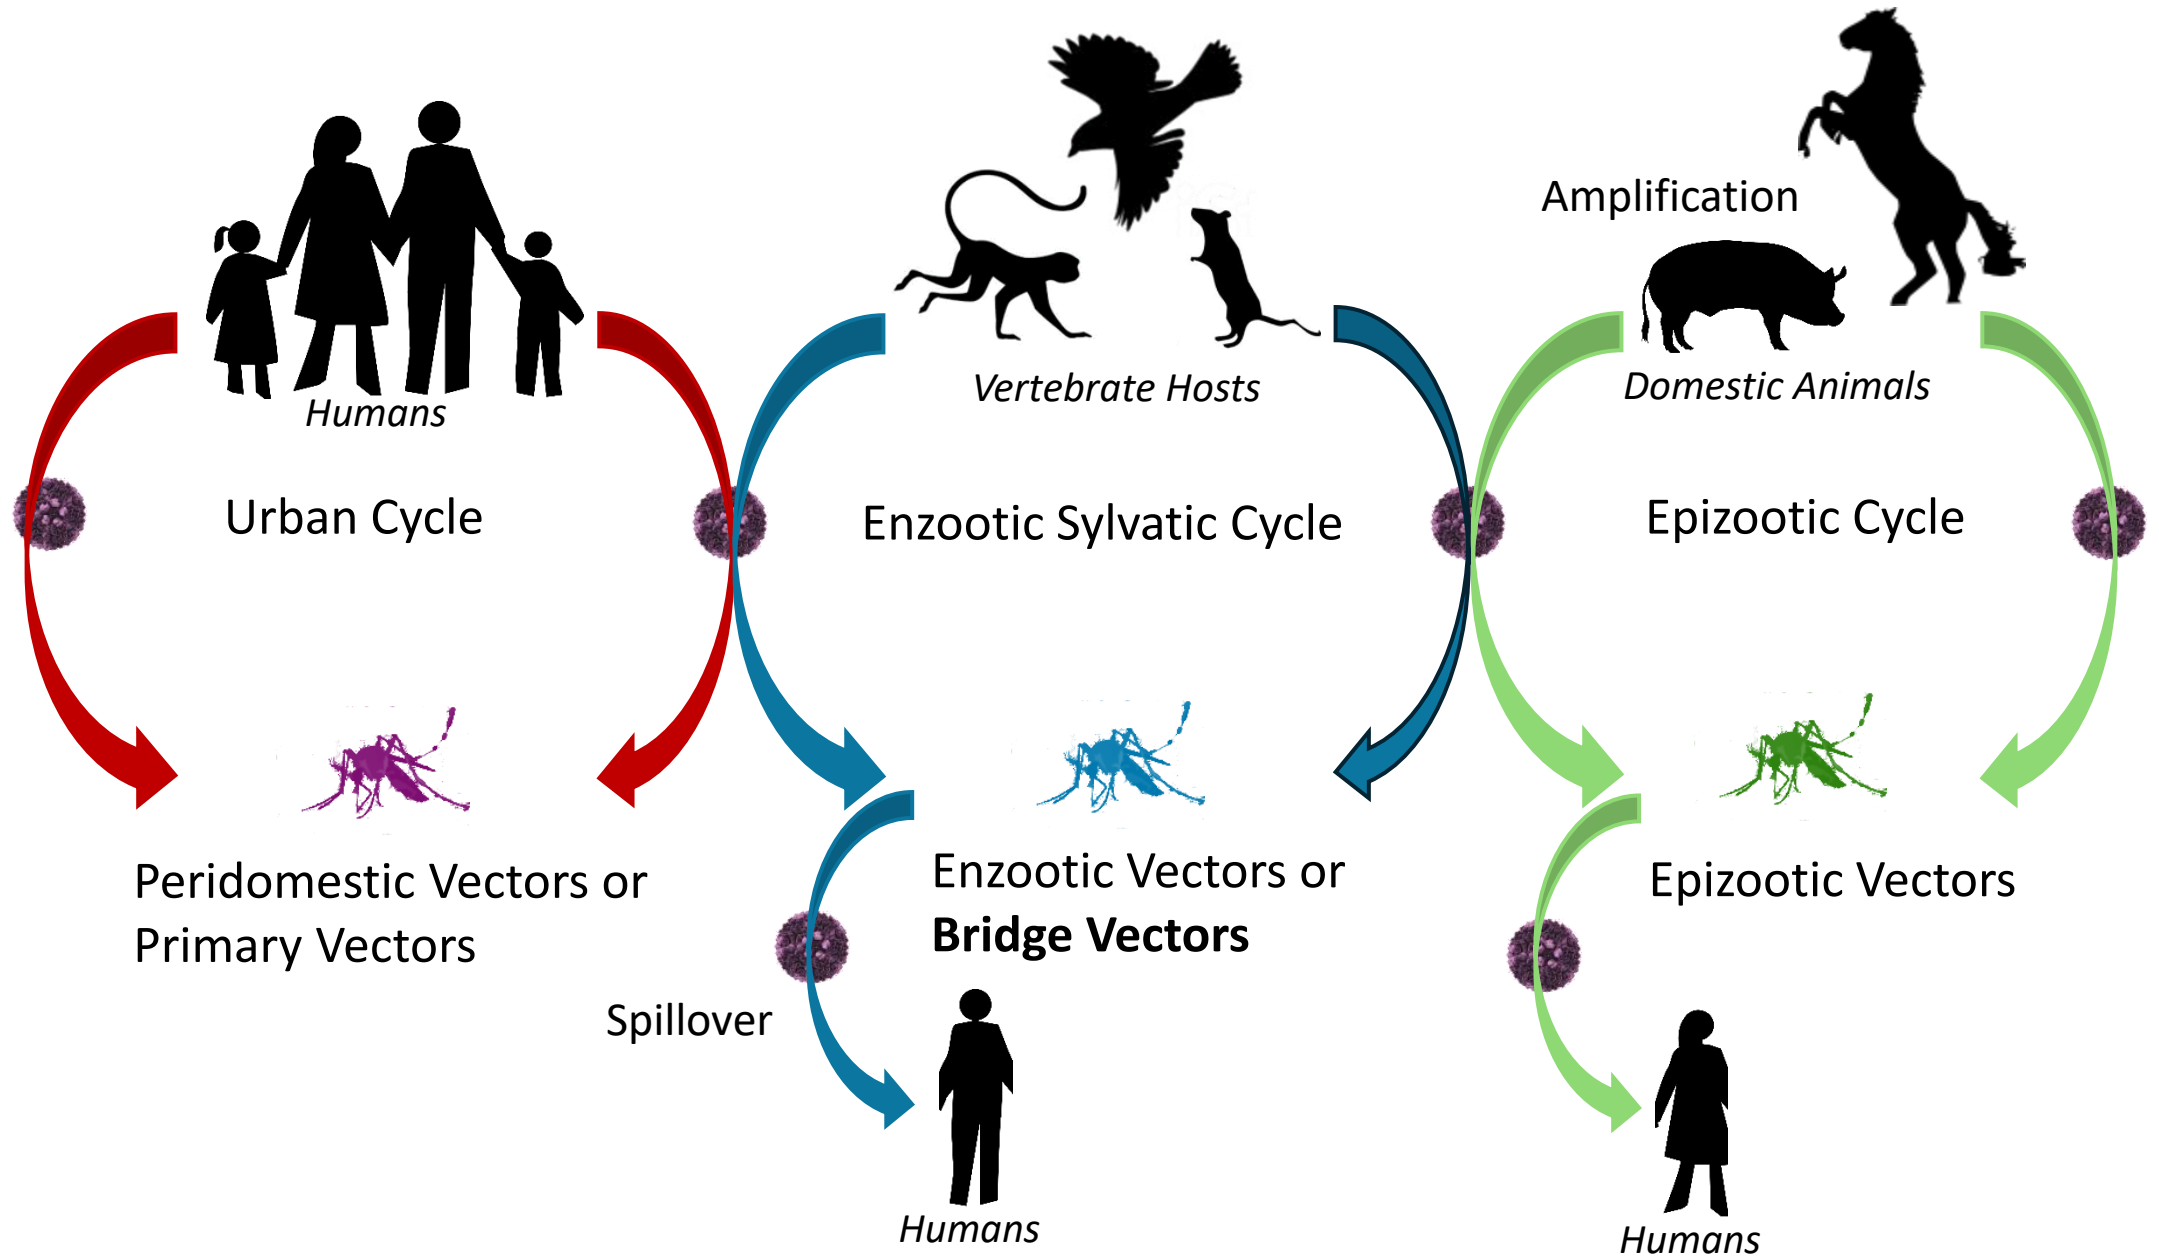 Amplification
Humans
Vertebrate Hosts
Domestic Animals
Urban Cycle
Enzootic Sylvatic Cycle
Epizootic Cycle
Peridomestic Vectors or
Primary Vectors
Enzootic Vectors or
Bridge Vectors
Epizootic Vectors
Spillover
Humans
Humans